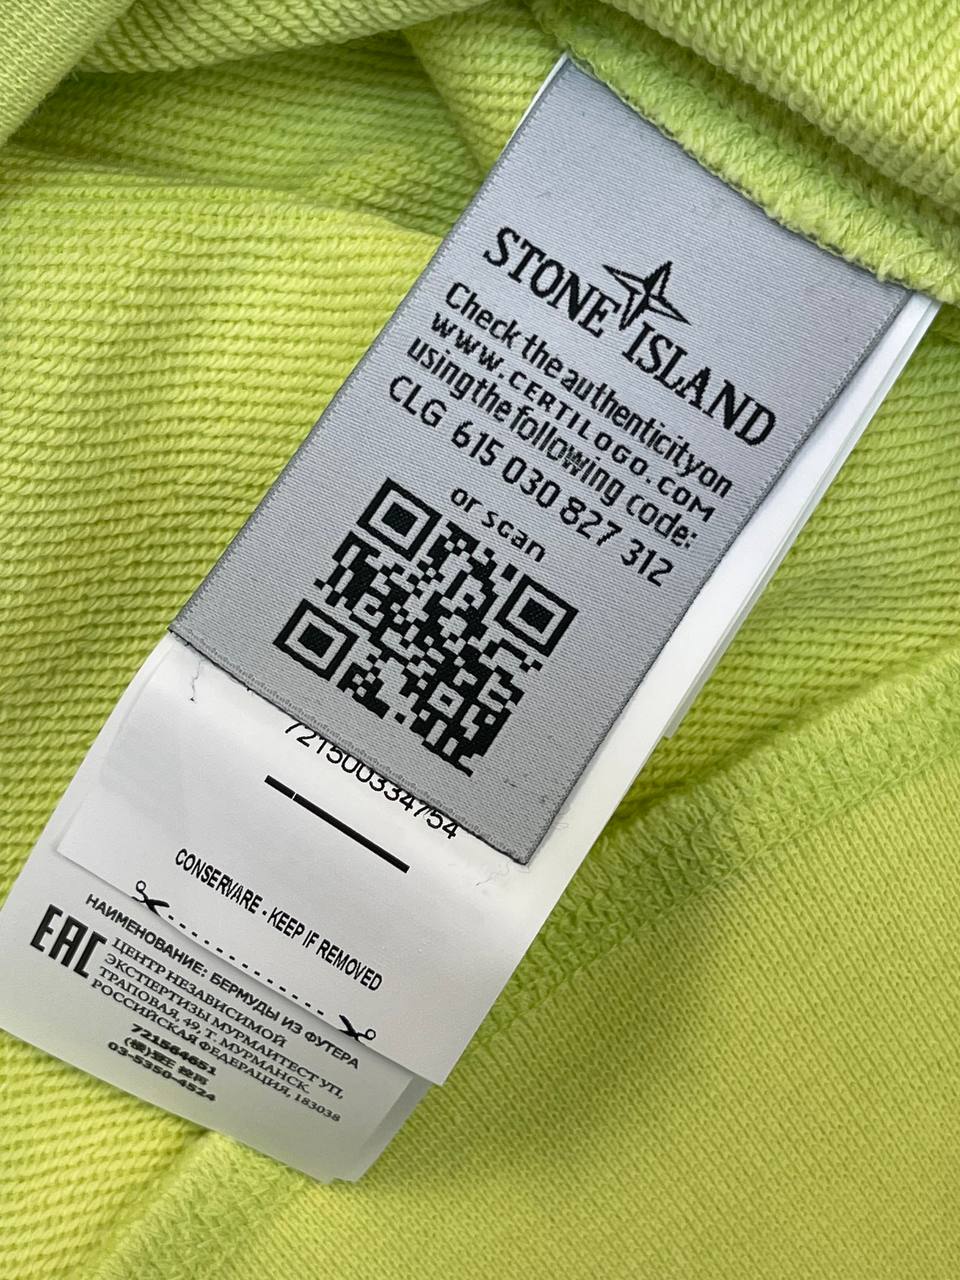 STONE ISLAND
Check the authenticity on
www.CERTILOGO.COM
using the following code:
CLG 615 030 827 312
or scan
721500334754
CONSERVARE - KEEP IF REMOVED
EAC
НАИМЕНОВАНИЕ: БЕРМУДЫ ИЗ ФУТЕРА
ЦЕНТР НЕЗАВИСИМОЙ
ЭКСПЕРТИЗЫ МУРМАНТЕСТ УП,
ТРАПОВАЯ, 49, Т. МУРМАНСК.
РОССИЙСКАЯ ФЕДЕРАЦИЯ, 183038
721564651
03-5350-4524